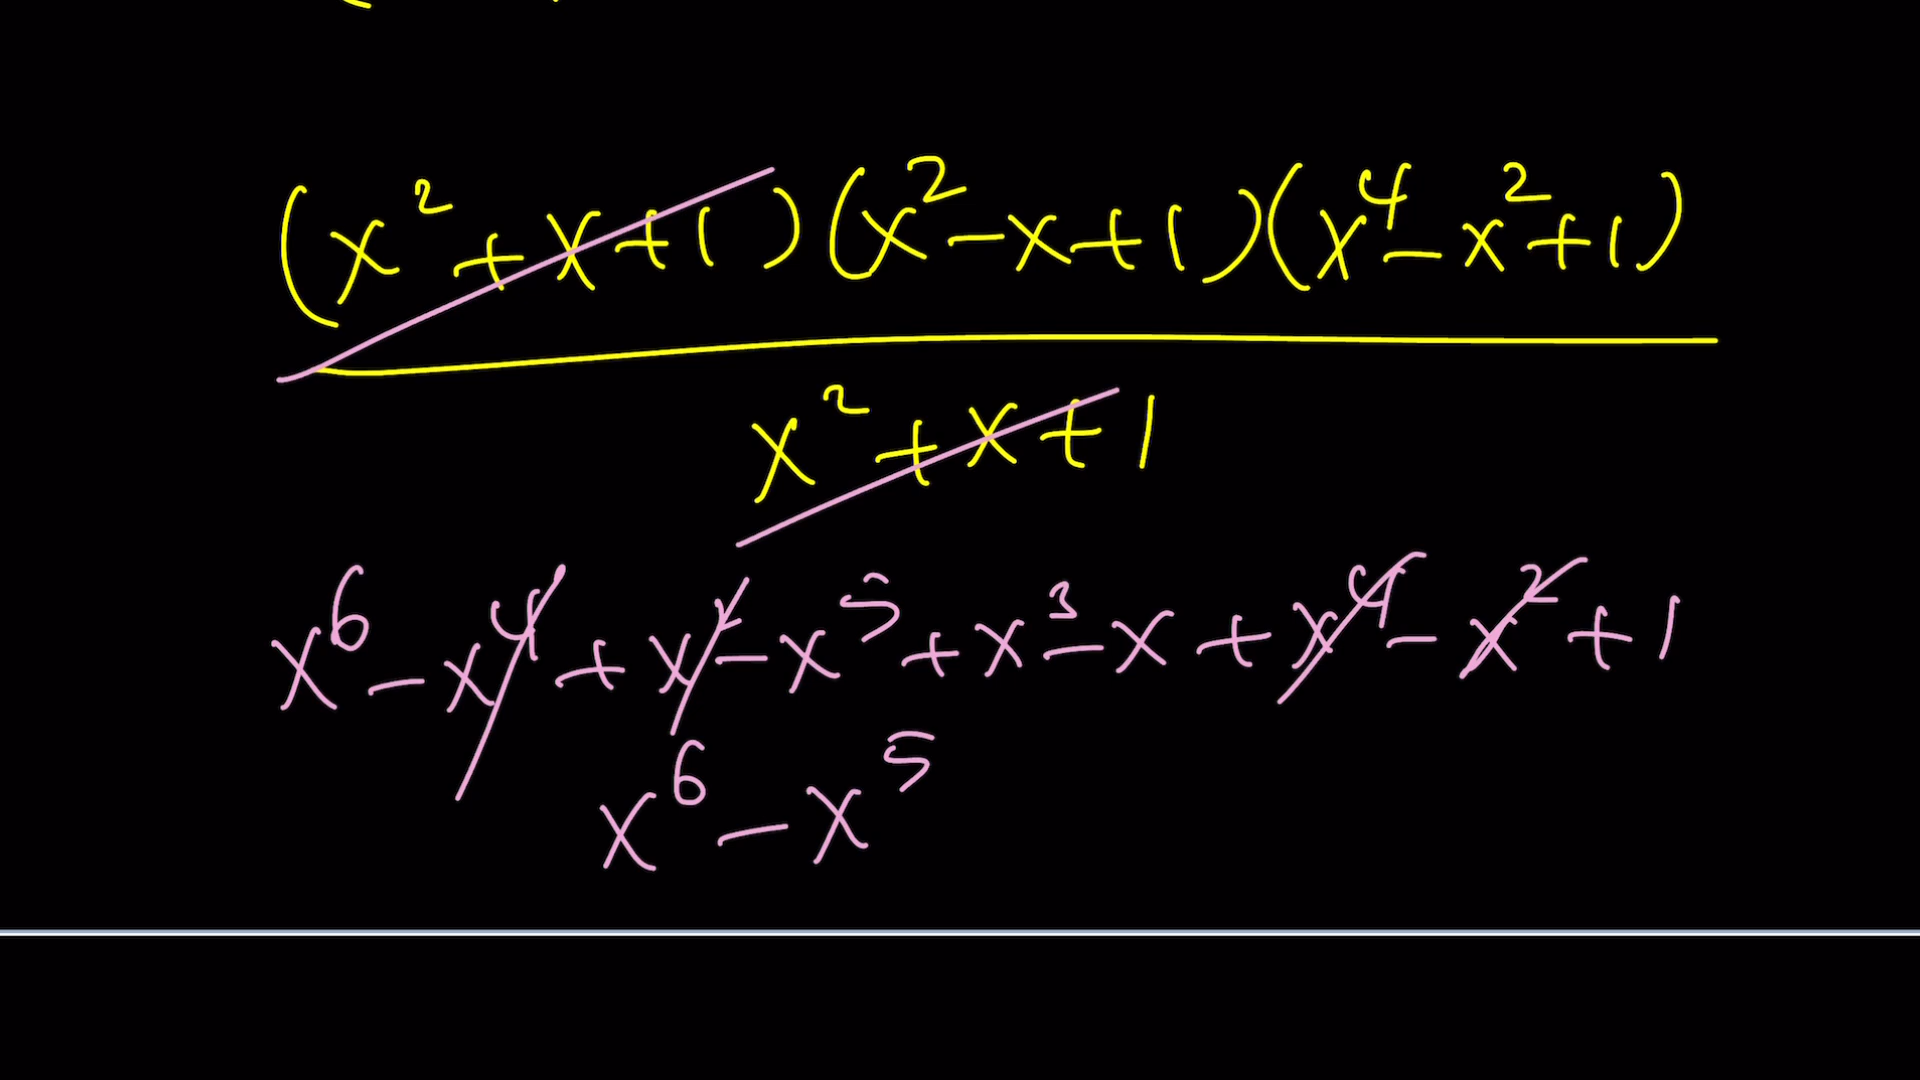 (x²+x+1)(x²-x+1)(x⁴-x²+1)
x²+x+1
x⁶-x⁴+x²-x⁵+x³-x+x⁴-x²+1
x⁶-x⁵